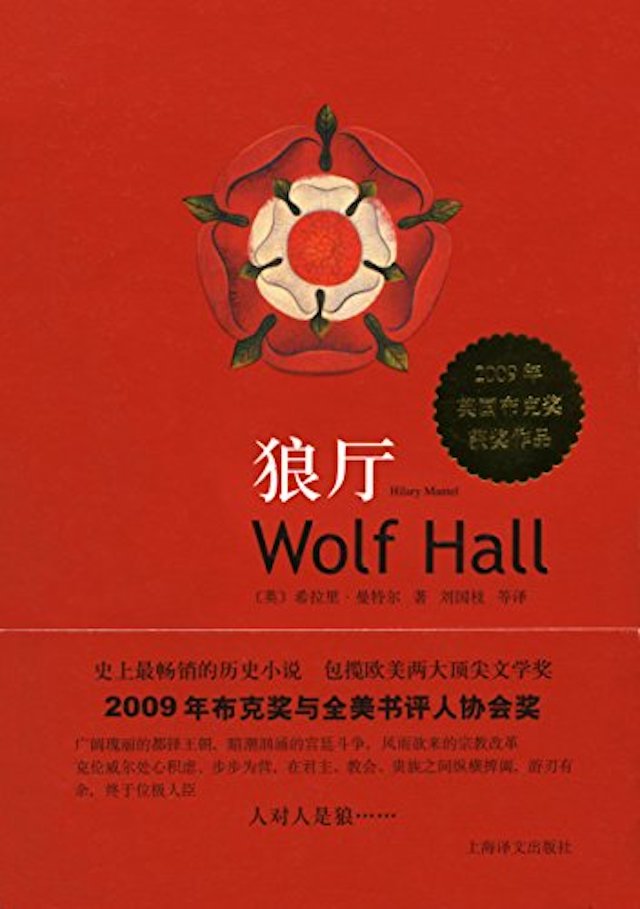 2009年
英国布克奖
获奖作品
狼厅
Hilary Mantel
Wolf Hall
〔英〕希拉里·曼特尔 著 刘国枝 等译
史上最畅销的历史小说 包揽欧美两大顶尖文学奖
2009年布克奖与全美书评人协会奖
广阔瑰丽的都铎王朝，暗潮汹涌的宫廷斗争，风雨欲来的宗教改革
克伦威尔处心积虑、步步为营，在君主、教会、贵族之间纵横捭阖，游刃有
余，终于位极人臣
人对人是狼……
上海译文出版社